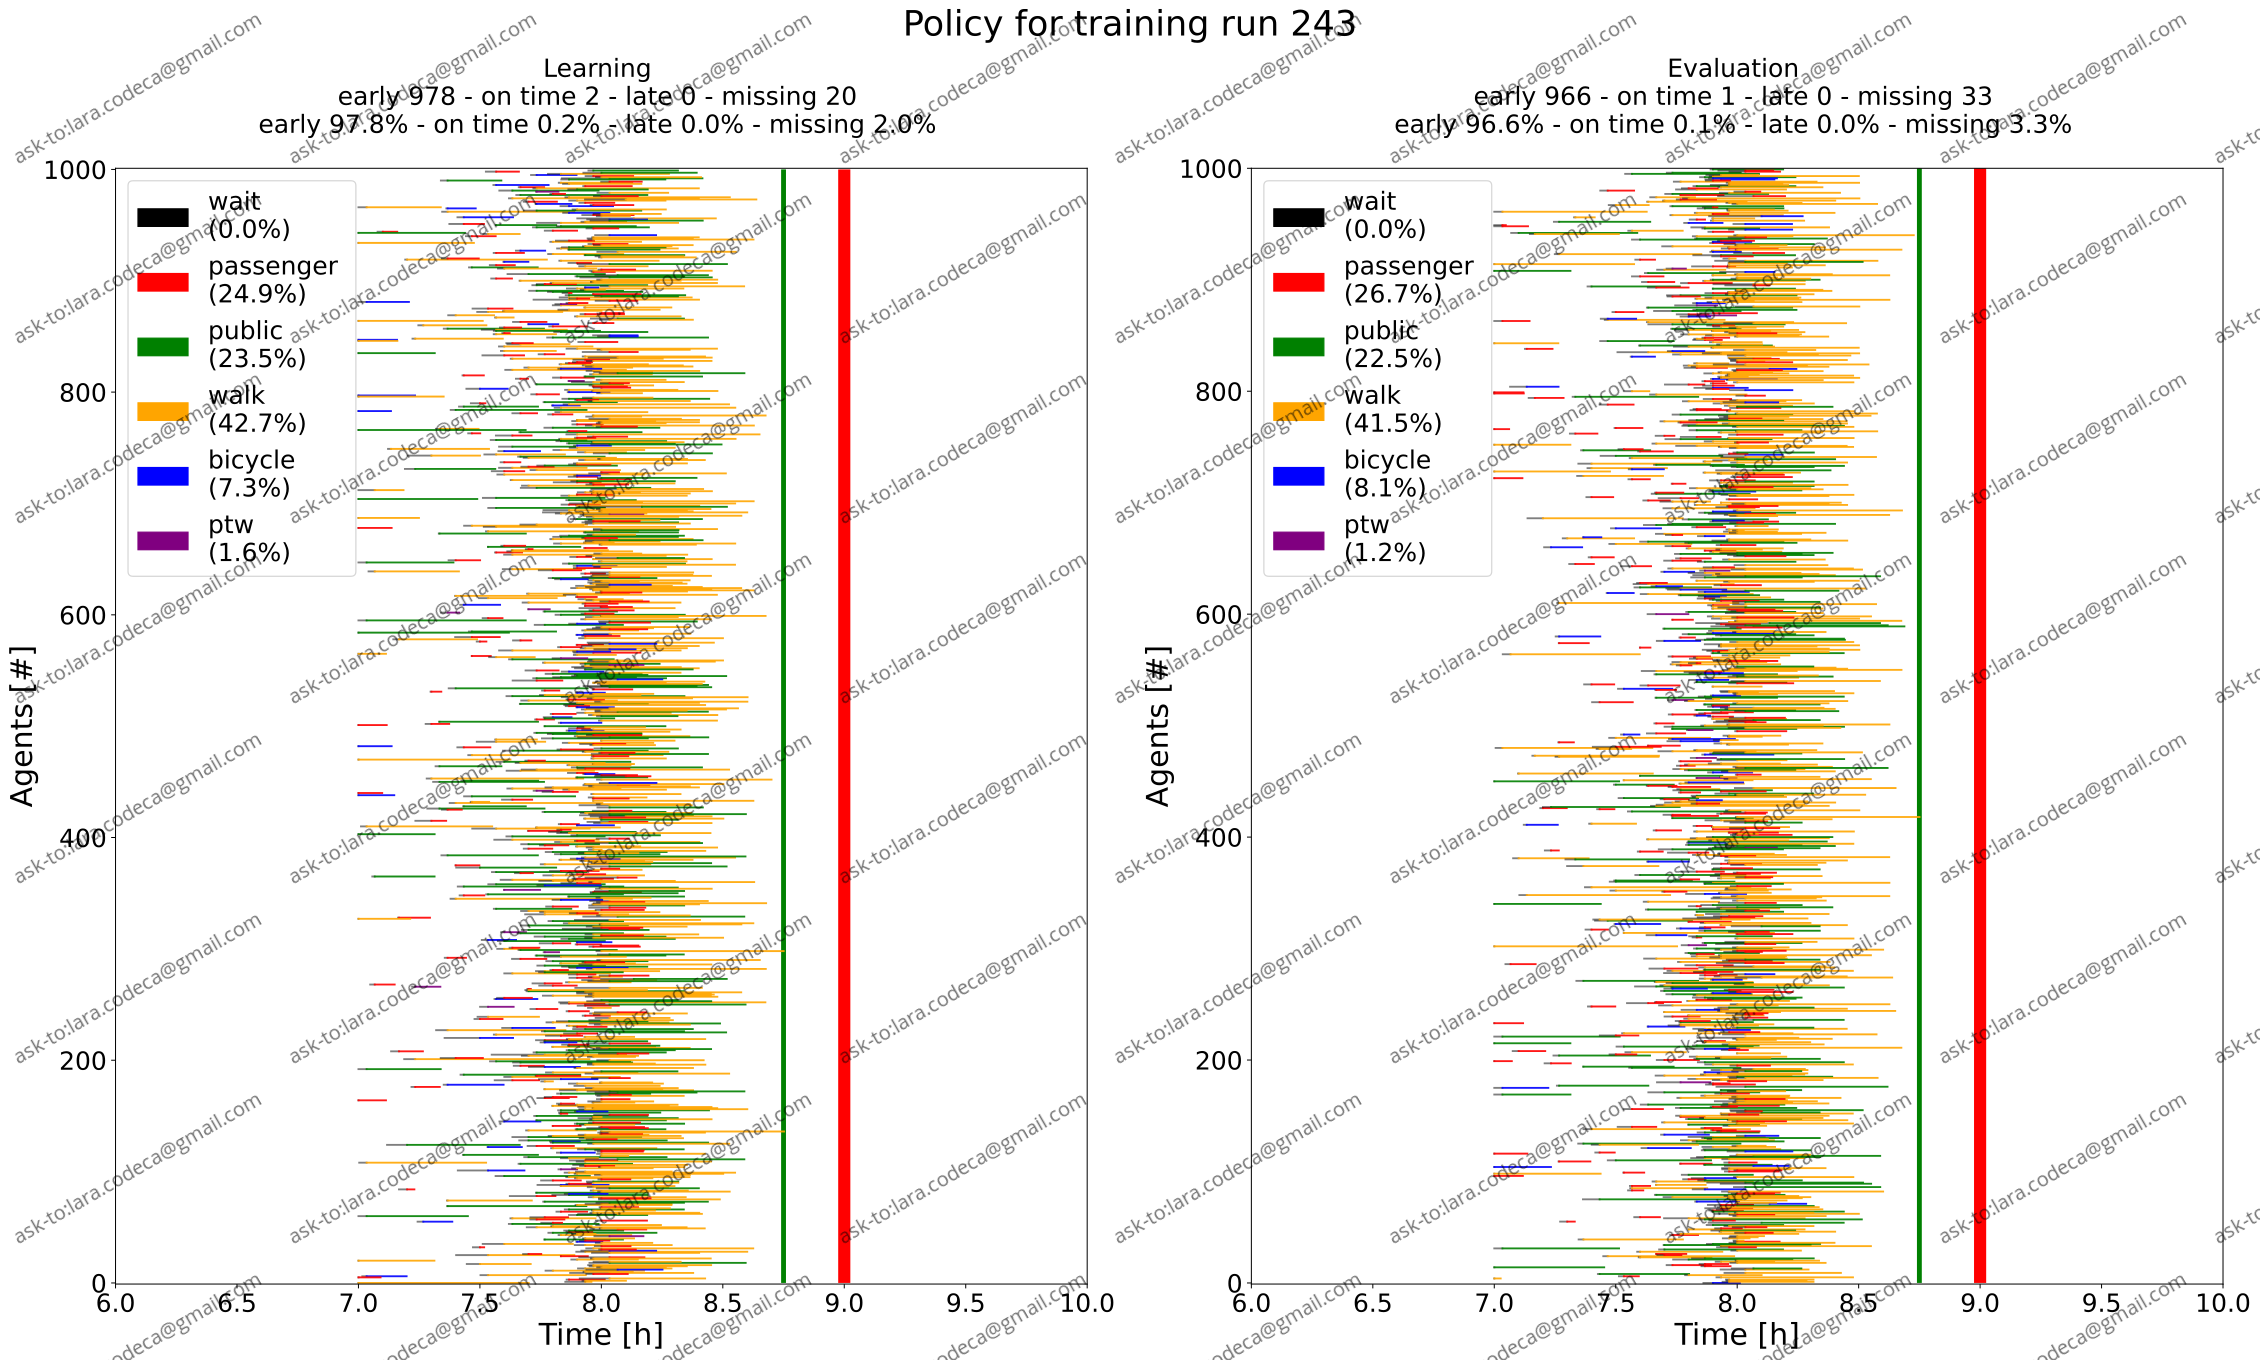 Policy for training run 243
Learning
early 978 - on time 2 - late 0 - missing 20
early 97.8% - on time 0.2% - late 0.0% - missing 2.0%
1000
800
600
400
200
0
Agents [#]
wait
(0.0%)
passenger
(24.9%)
public
(23.5%)
walk
(42.7%)
bicycle
(7.3%)
ptw
(1.6%)
6.0 6.5 7.0 7.5 8.0 8.5 9.0 9.5 10.0
Time [h]
Evaluation
early 966 - on time 1 - late 0 - missing 33
early 96.6% - on time 0.1% - late 0.0% - missing 3.3%
1000
800
600
400
200
0
Agents [#]
wait
(0.0%)
passenger
(26.7%)
public
(22.5%)
walk
(41.5%)
bicycle
(8.1%)
ptw
(1.2%)
6.0 6.5 7.0 7.5 8.0 8.5 9.0 9.5 10.0
Time [h]
ask-to:lara.codeca@gmail.com